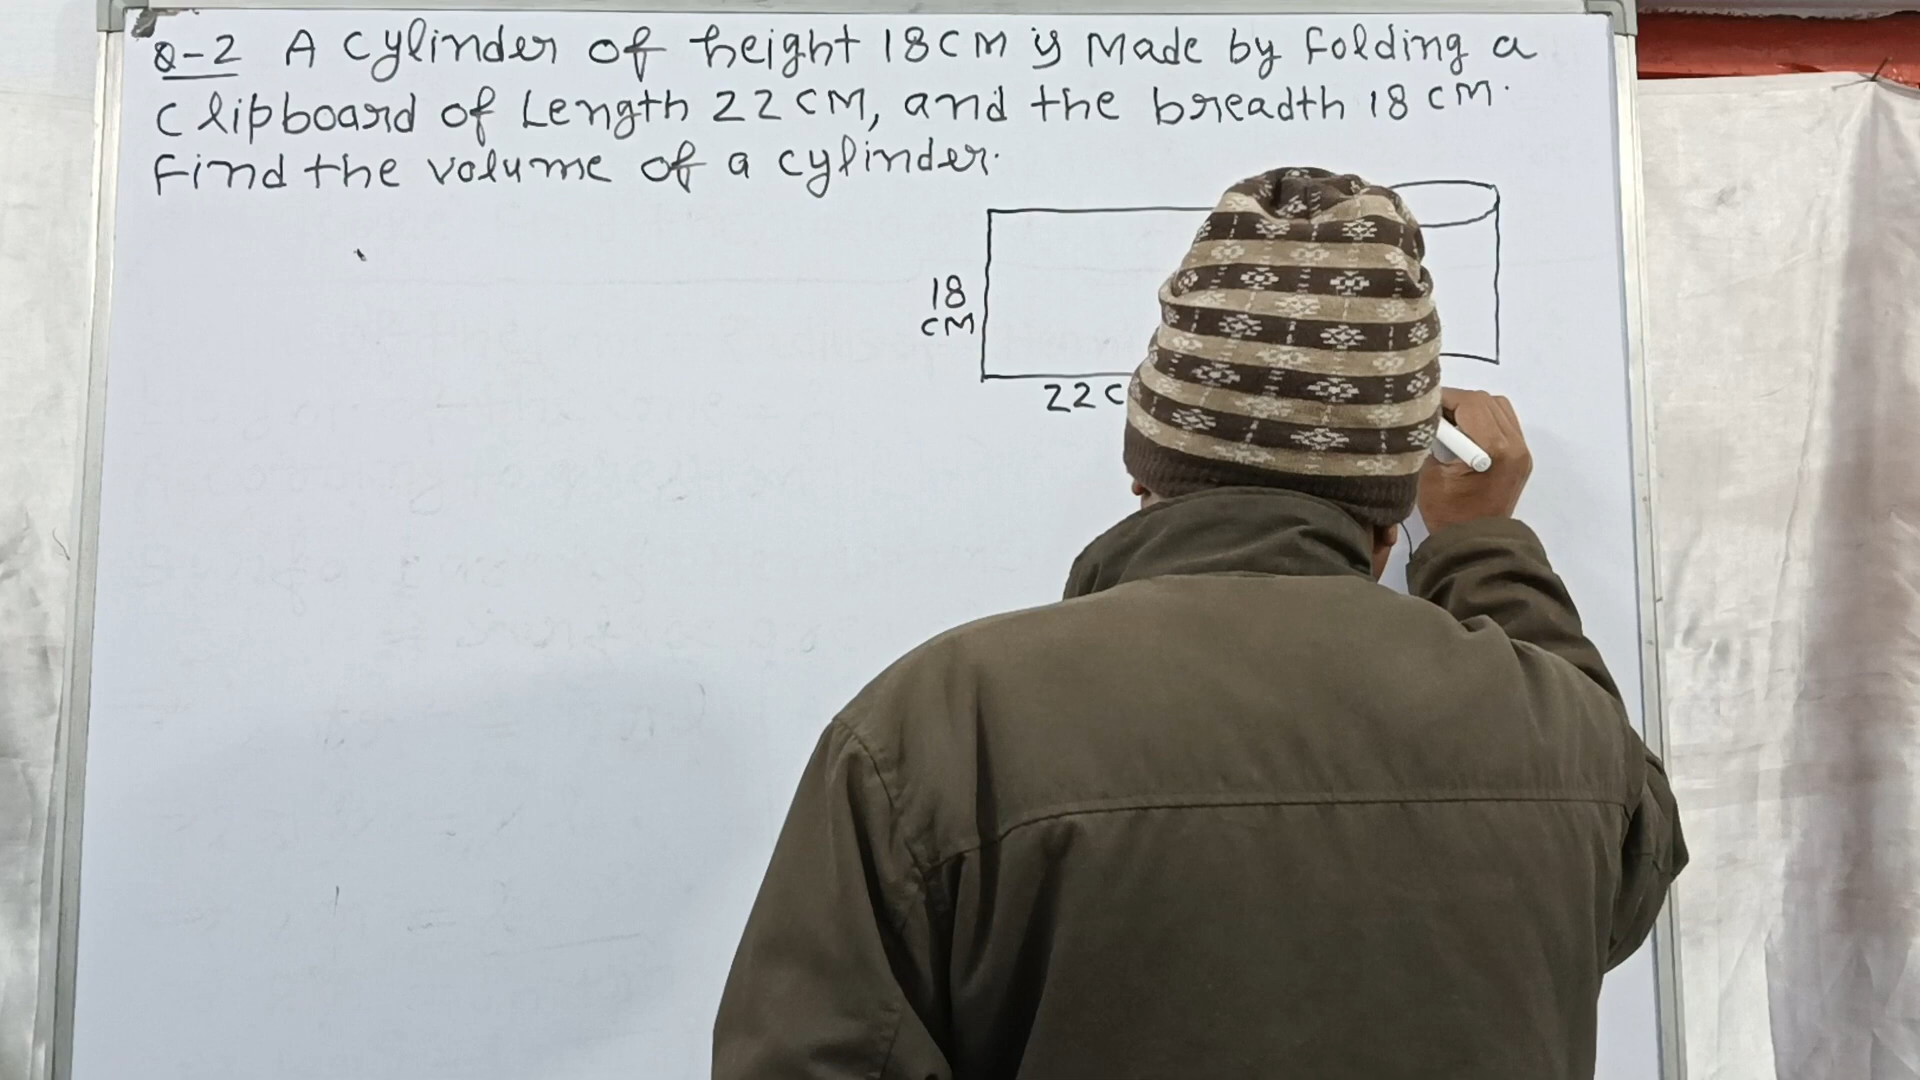 Q-2 A cylinder of height 18 CM is Made by Folding a
Clipboard of Length 22 CM, and the breadth 18 CM.
Find the volume of a cylinder.
18
CM
22 C